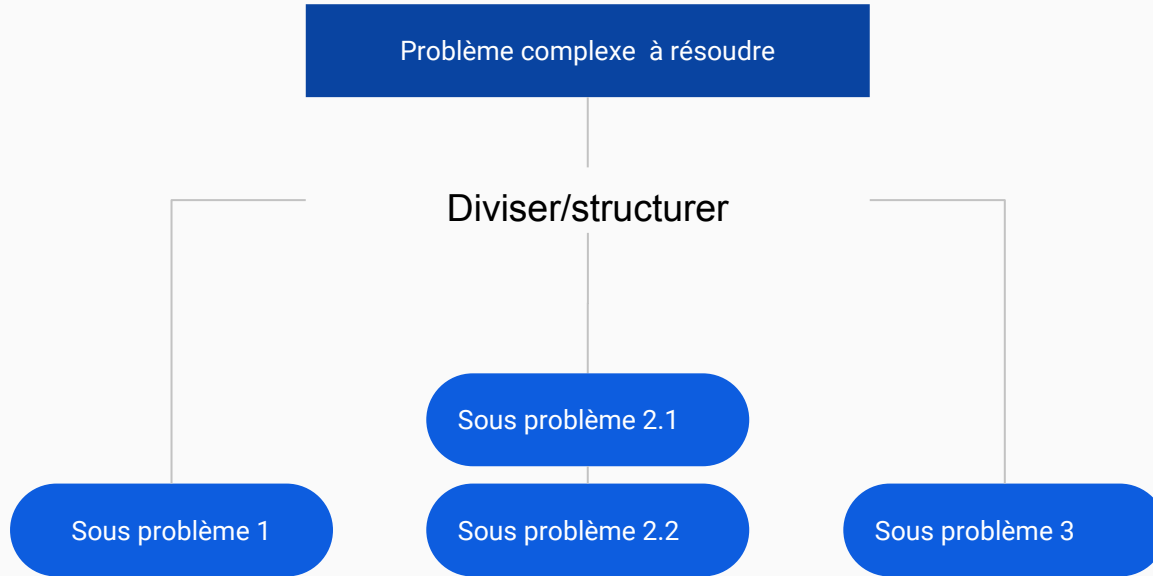 Problème complexe  à résoudre
Diviser/structurer
Sous problème 2.1
Sous problème 1
Sous problème 2.2
Sous problème 3